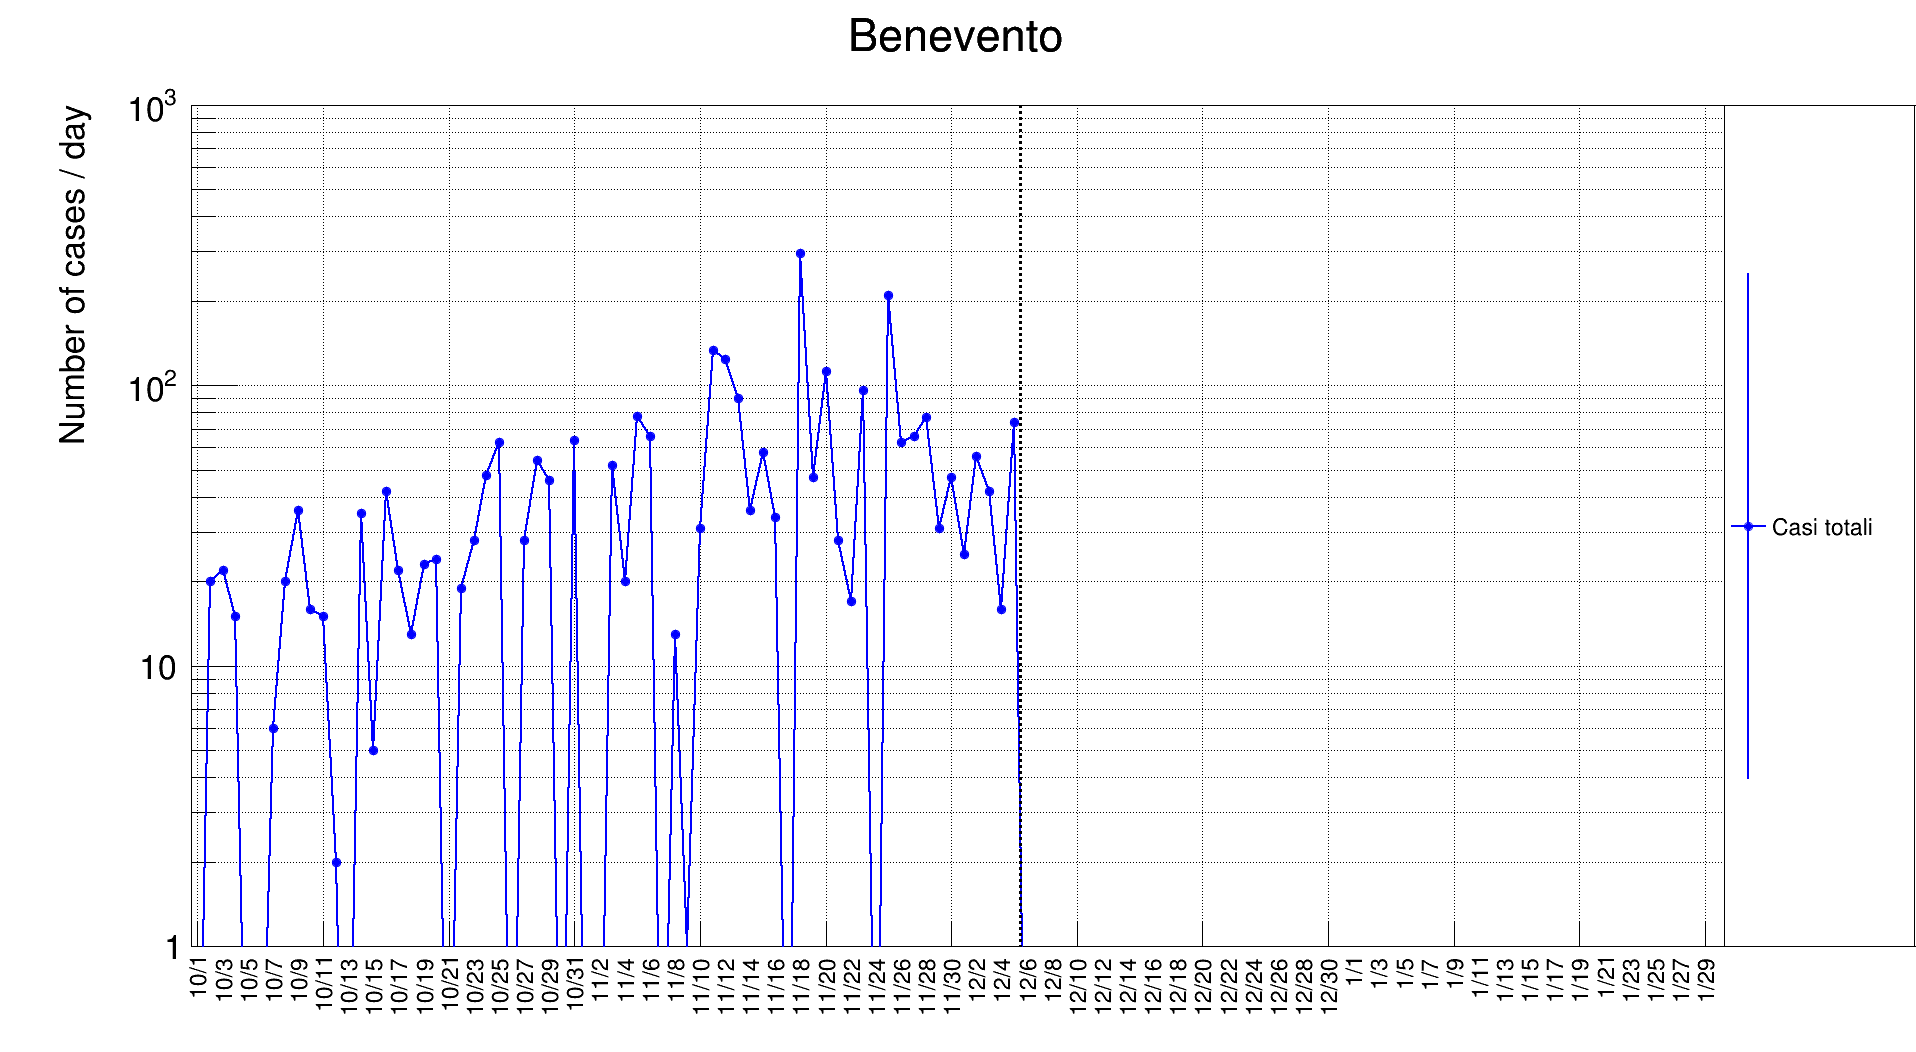 Benevento
Number of cases / day
10³
10²
10
1
10/1 10/3 10/5 10/7 10/9 10/11 10/13 10/15 10/17 10/19 10/21 10/23 10/25 10/27 10/29 10/31 11/2 11/4 11/6 11/8 11/10 11/12 11/14 11/16 11/18 11/20 11/22 11/24 11/26 11/28 11/30 12/2 12/4 12/6 12/8 12/10 12/12 12/14 12/16 12/18 12/20 12/22 12/24 12/26 12/28 12/30 1/1 1/3 1/5 1/7 1/9 1/11 1/13 1/15 1/17 1/19 1/21 1/23 1/25 1/27 1/29
Casi totali